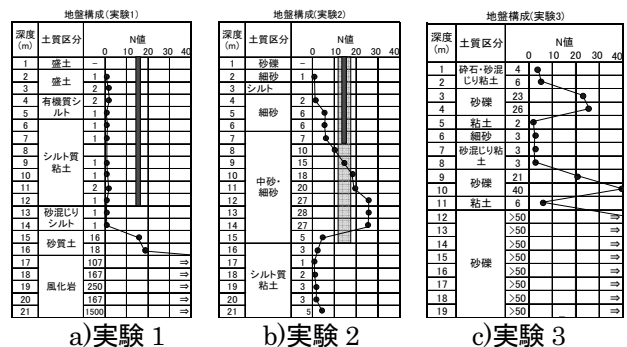 地盤構成(実験1)
深度(m) 土質区分 N値
0 10 20 30 40
1 盛土 -
2 盛土 1
3 2
4 有機質シルト 2
5 1
6 シルト質粘土 1
7 1
8
9 1
10 1
11 2
12 1
13 砂混じりシルト 1
14 1
15 砂質土 16
16 18
17 風化岩 107 ⇒
18 167 ⇒
19 250 ⇒
20 167 ⇒
21 1500 ⇒
a)実験 1
地盤構成(実験2)
深度(m) 土質区分 N値
0 10 20 30 40
1 砂礫 -
2 細砂 1
3 シルト
4 細砂 2
5 6
6 6
7 7
8 中砂・細砂 10
9 15
10 18
11 20
12 27
13 28
14 27
15 5
16 シルト質粘土 3
17 1
18 2
19 3
20 3
21 5
b)実験 2
地盤構成(実験3)
深度(m) 土質区分 N値
0 10 20 30 40
1 砕石・砂混じり粘土 4
2 6
3 砂礫 23
4 26
5 粘土 2
6 細砂 3
7 砂混じり粘土 3
8 3
9 砂礫 21
10 40
11 粘土 6
12 砂礫 >50 ⇒
13 >50 ⇒
14 >50 ⇒
15 >50 ⇒
16 >50 ⇒
17 >50 ⇒
18 >50 ⇒
19 >50 ⇒
c)実験 3